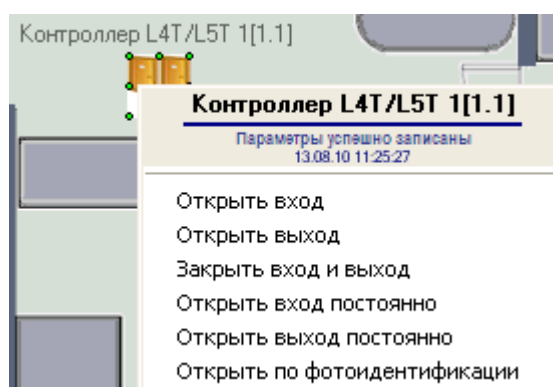 Контроллер L4T/L5T 1[1.1]
Контроллер L4T/L5T 1[1.1]
Параметры успешно записаны
13.08.10 11:25:27
Открыть вход
Открыть выход
Закрыть вход и выход
Открыть вход постоянно
Открыть выход постоянно
Открыть по фотоидентификации